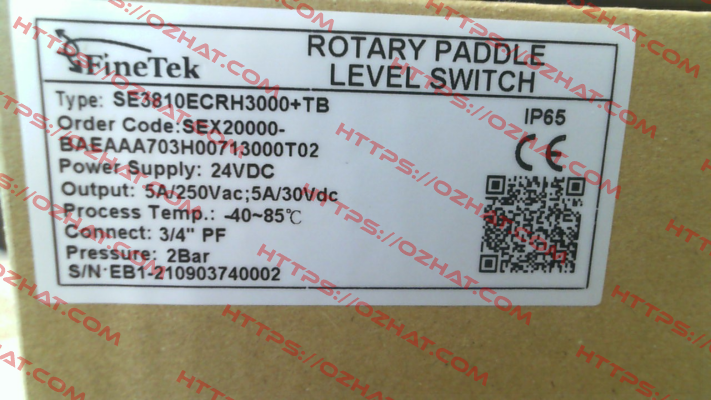 FineTek
ROTARY PADDLE
LEVEL SWITCH
Type: SE3810ECRH3000+TB
Order Code:SEX20000-
BAEAAA703H00713000T02
Power Supply: 24VDC
Output: 5A/250Vac;5A/30Vdc
Process Temp.: -40~85℃
Connect: 3/4" PF
Pressure: 2Bar
S/N:EB1-210903740002
IP65
CE
HTTPS://OZHAT.COM